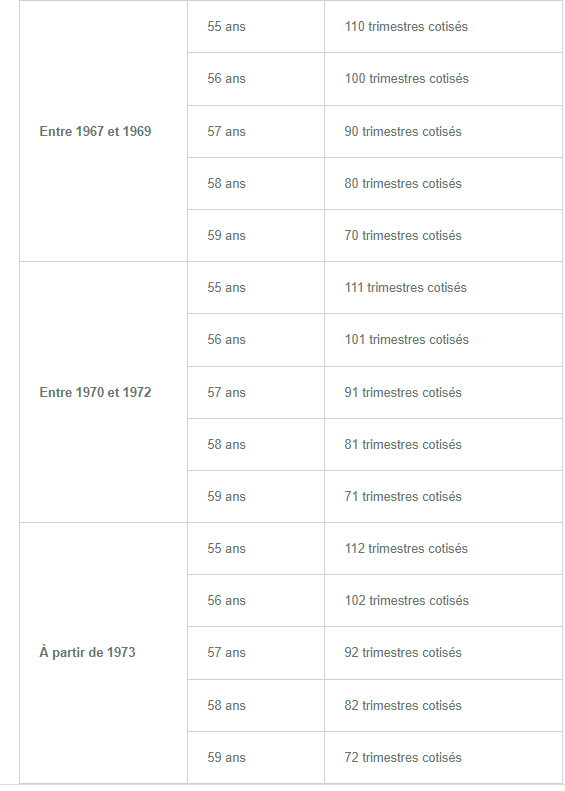 55 ans 110 trimestres cotisés
56 ans 100 trimestres cotisés
Entre 1967 et 1969 57 ans 90 trimestres cotisés
58 ans 80 trimestres cotisés
59 ans 70 trimestres cotisés
55 ans 111 trimestres cotisés
56 ans 101 trimestres cotisés
Entre 1970 et 1972 57 ans 91 trimestres cotisés
58 ans 81 trimestres cotisés
59 ans 71 trimestres cotisés
55 ans 112 trimestres cotisés
56 ans 102 trimestres cotisés
À partir de 1973 57 ans 92 trimestres cotisés
58 ans 82 trimestres cotisés
59 ans 72 trimestres cotisés